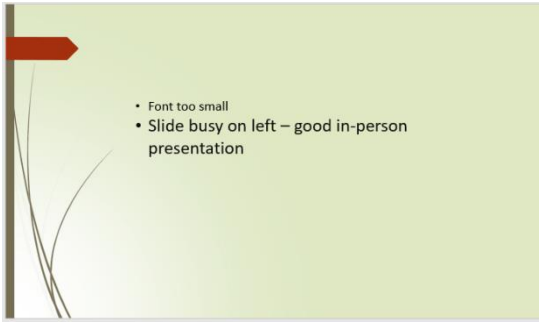 • Font too small
• Slide busy on left – good in-person
presentation